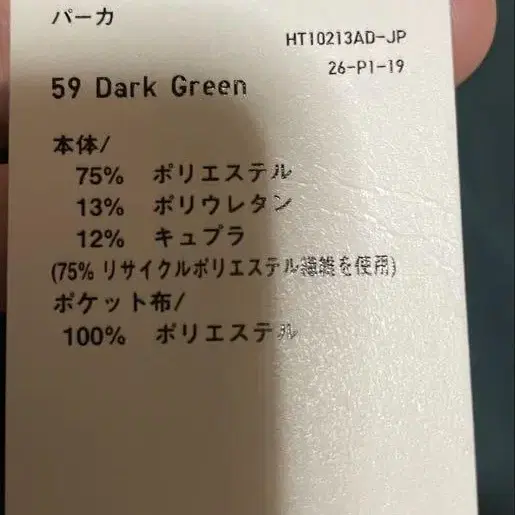 パーカ
HT10213AD-JP
26-P1-19
59 Dark Green
本体/
75% ポリエステル
13% ポリウレタン
12% キュプラ
(75% リサイクルポリエステル繊維を使用)
ポケット布/
100% ポリエステル